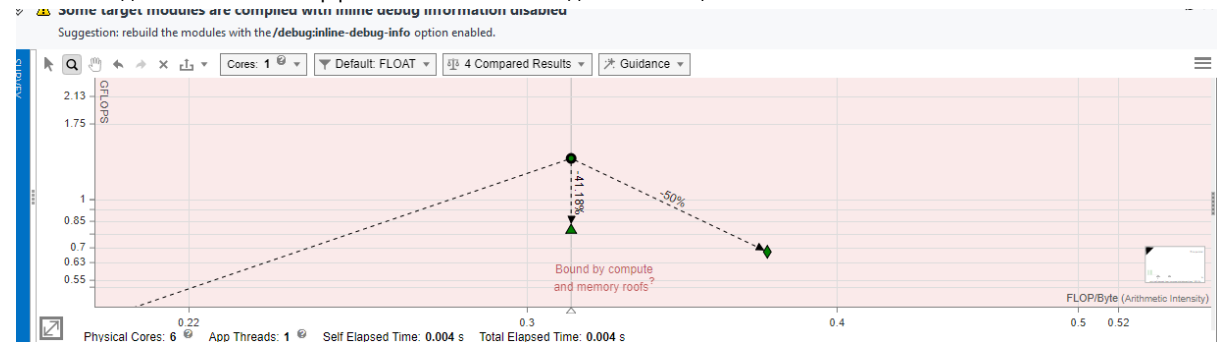 Some target modules are compiled with inline debug information disabled
Suggestion: rebuild the modules with the /debug:inline-debug-info option enabled.
SURVEY
Cores: 1
Default: FLOAT
4 Compared Results
Guidance
GFLOPS
2.13
1.75
1
0.85
0.7
0.63
0.55
-41.18%
-50%
Bound by compute
and memory roofs?
FLOP/Byte (Arithmetic Intensity)
0.22
0.3
0.4
0.5
0.52
Physical Cores: 6 App Threads: 1 Self Elapsed Time: 0.004 s Total Elapsed Time: 0.004 s